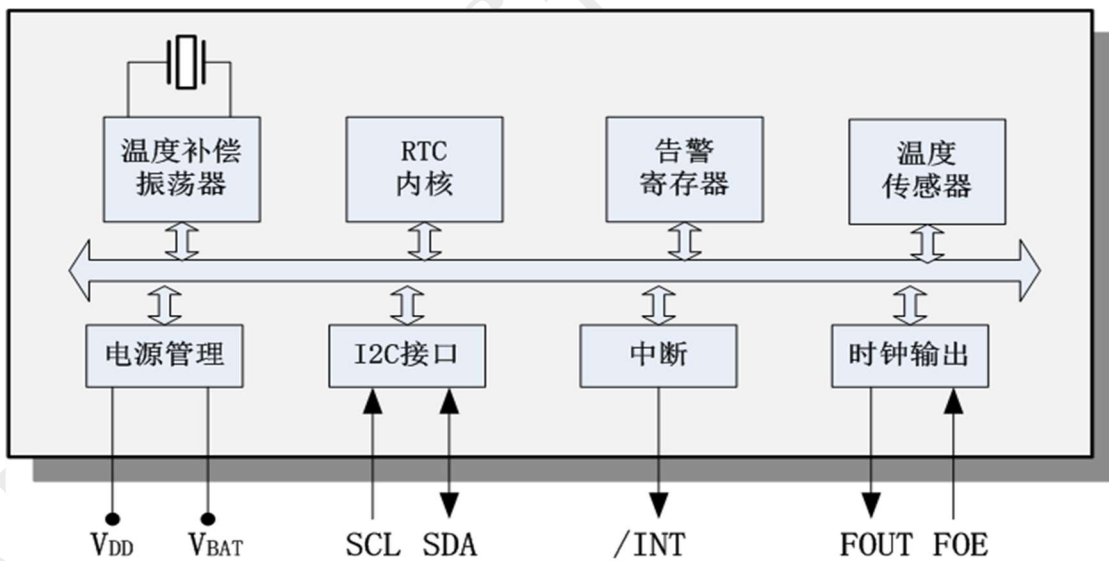 温度补偿
振荡器
RTC
内核
告警
寄存器
温度
传感器
电源管理
I2C接口
中断
时钟输出
VDD
VBAT
SCL
SDA
/INT
FOUT
FOE